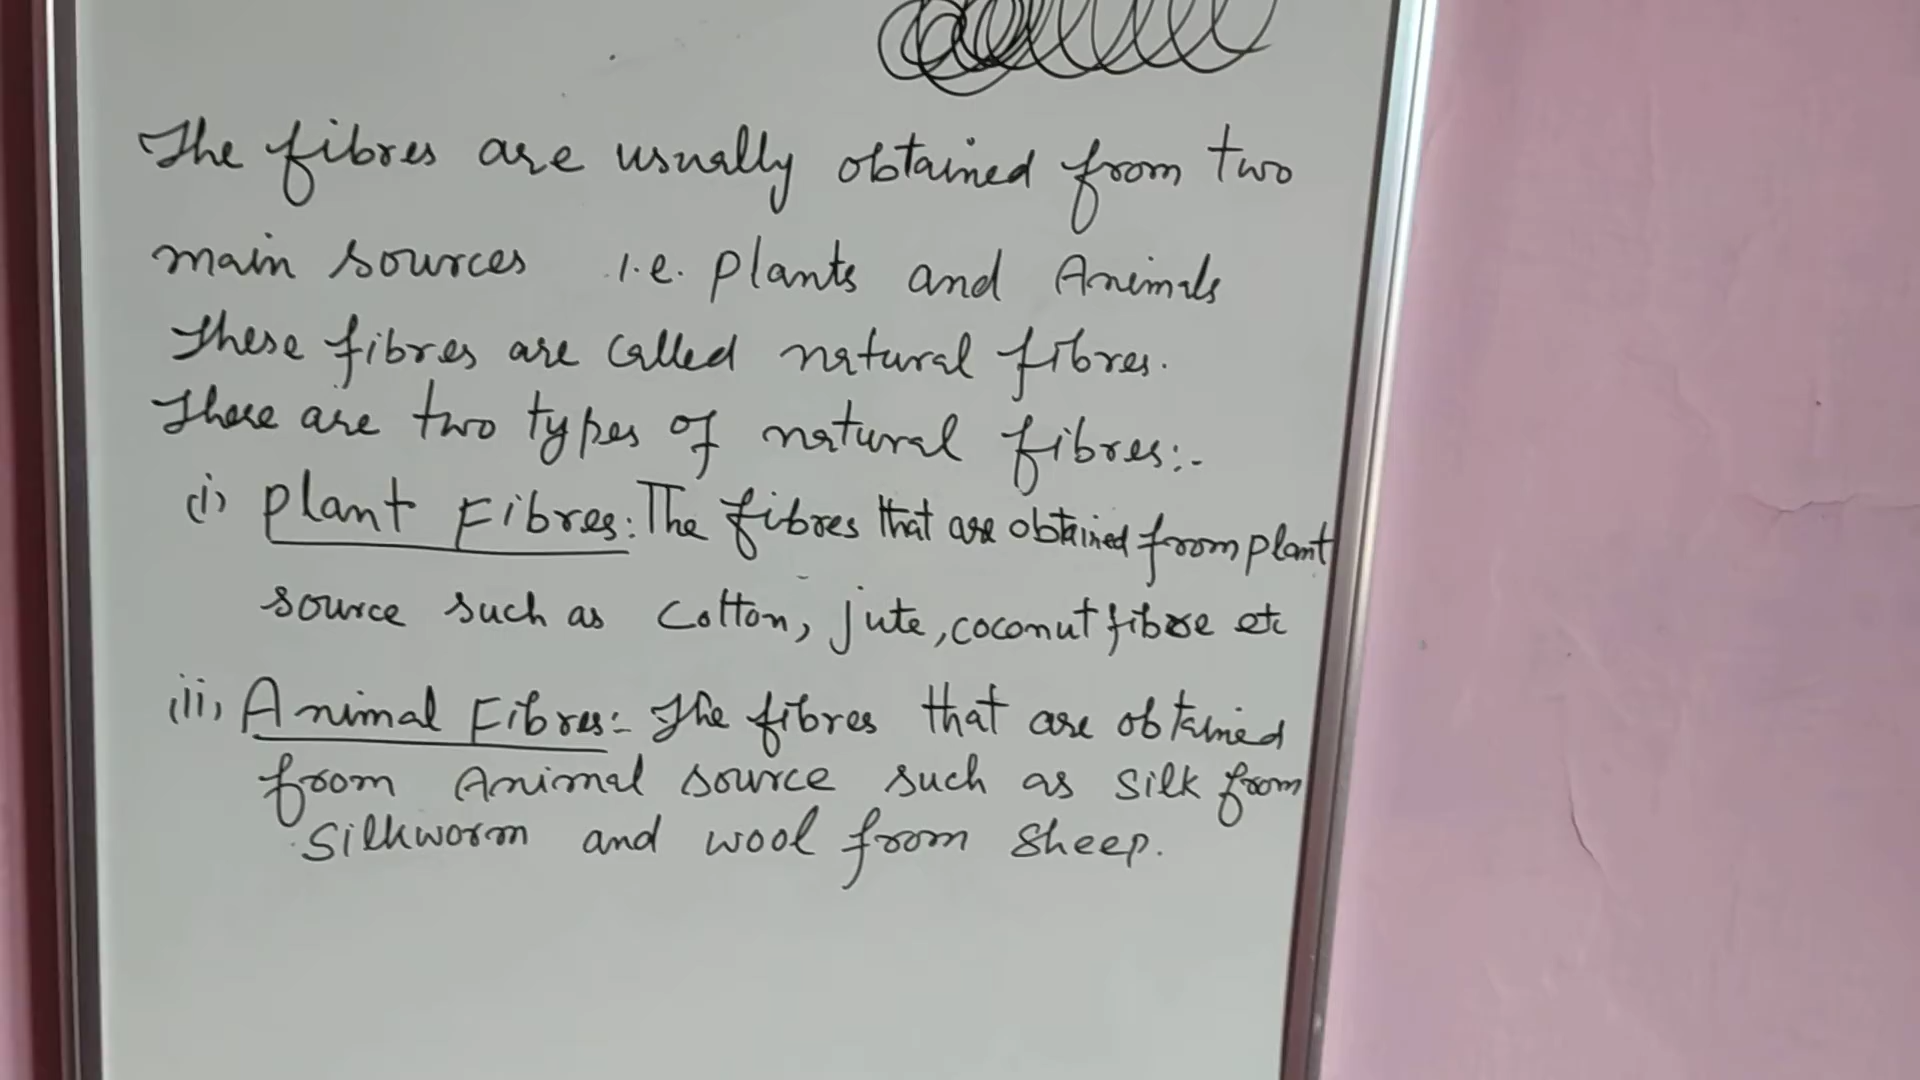 The fibres are usually obtained from two
main sources i.e. plants and Animals
These fibres are called natural fibres.
There are two types of natural fibres:-
(i) Plant Fibres: The fibres that are obtained from plant
source such as Cotton, jute, coconut fibre etc
(ii) Animal Fibres:- The fibres that are obtained
from Animal source such as silk from
silkworm and wool from sheep.